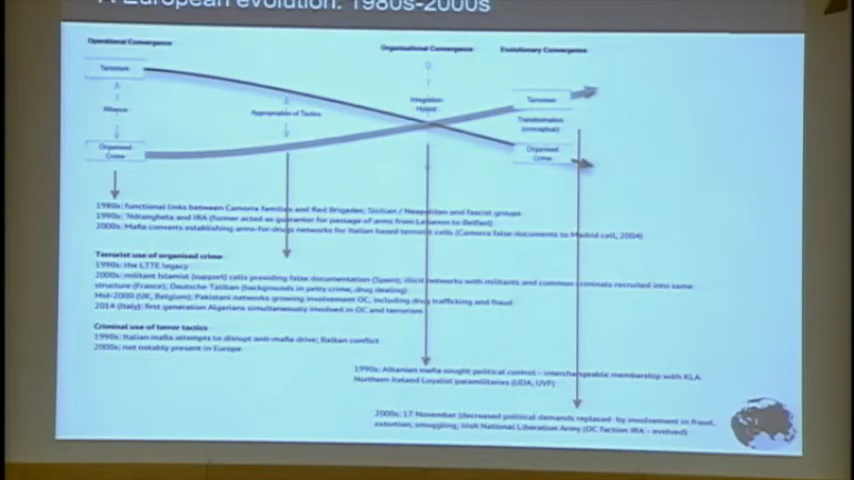 A European evolution: 1980s-2000s
Operational Convergence
Organisational Convergence
Evolutionary Convergence
Terrorism
Alliance
Appropriation of Tactics
Integration
Hybrid
Terrorism
Transformation
(conceptual)
Organised
Crime
Organised
Crime
1980s: functional links between Camorra families and Red Brigades; Sicilian / Neapolitan and fascist groups
1990s: 'Ndrangheta and IRA (former acted as guarantor for passage of arms from Lebanon to Belfast)
2000s: Mafia converts establishing arms-for-drugs networks for Italian based terrorist cells (Camorra false documents to Madrid cell, 2004)
Terrorist use of organised crime
1990s: the LTTE legacy
2000s: militant Islamist (support) cells providing false documentation (Spain); illicit networks with militants and common criminals recruited into same
structure (France); Deutsche Taliban (backgrounds in petty crime, drug dealing)
Mid-2000 (UK, Belgium): Pakistani networks growing involvement OC, including drug trafficking and fraud
2014 (Italy): first generation Algerians simultaneously involved in OC and terrorism
Criminal use of terror tactics
1990s: Italian mafia attempts to disrupt anti-mafia drive; Balkan conflict
2000s: not notably present in Europe
1990s: Albanian mafia sought political control – interchangeable membership with KLA
Northern Ireland Loyalist paramilitaries (UDA, UVF)
2000s: 17 November (decreased political demands replaced by involvement in fraud,
extortion, smuggling; Irish National Liberation Army (OC faction IRA – evolved)